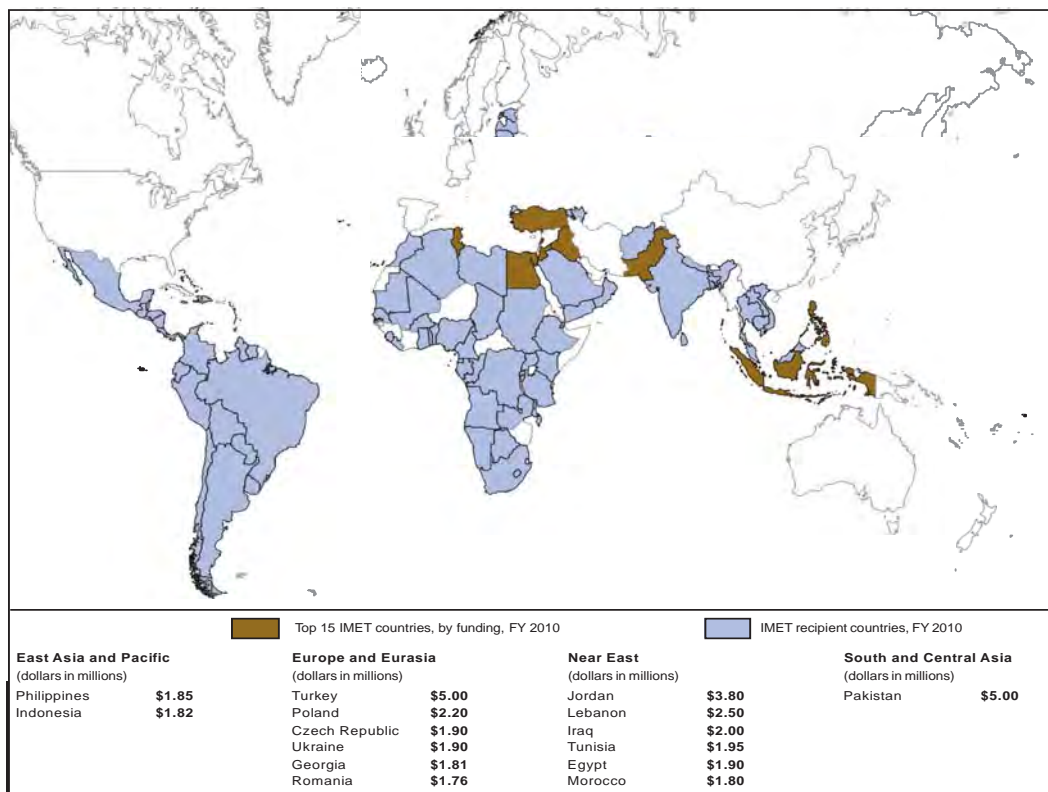 Top 15 IMET countries, by funding, FY 2010
IMET recipient countries, FY 2010
East Asia and Pacific
(dollars in millions)
Philippines $1.85
Indonesia $1.82
Europe and Eurasia
(dollars in millions)
Turkey $5.00
Poland $2.20
Czech Republic $1.90
Ukraine $1.90
Georgia $1.81
Romania $1.76
Near East
(dollars in millions)
Jordan $3.80
Lebanon $2.50
Iraq $2.00
Tunisia $1.95
Egypt $1.90
Morocco $1.80
South and Central Asia
(dollars in millions)
Pakistan $5.00